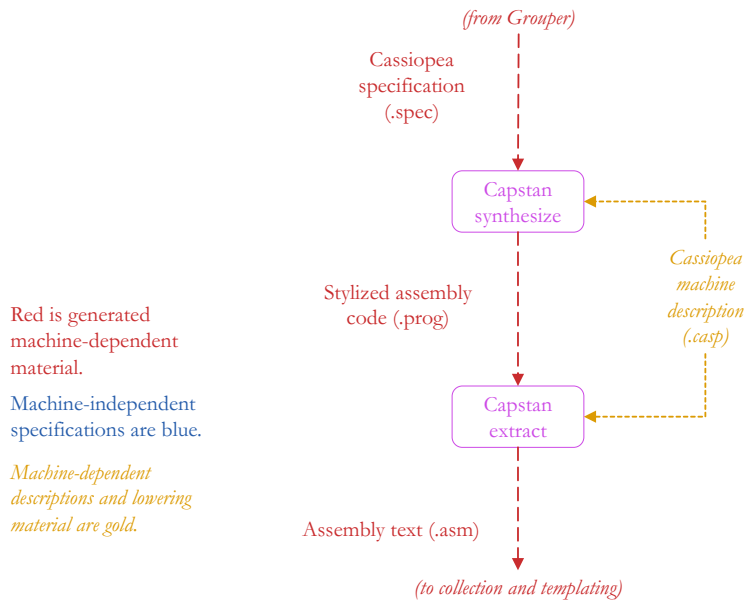 (from Grouper)
Cassiopea
specification
(.spec)
Capstan
synthesize
Cassiopea
machine
description
(.casp)
Stylized assembly
code (.prog)
Red is generated
machine-dependent
material.
Machine-independent
specifications are blue.
Machine-dependent
descriptions and lowering
material are gold.
Capstan
extract
Assembly text (.asm)
(to collection and templating)